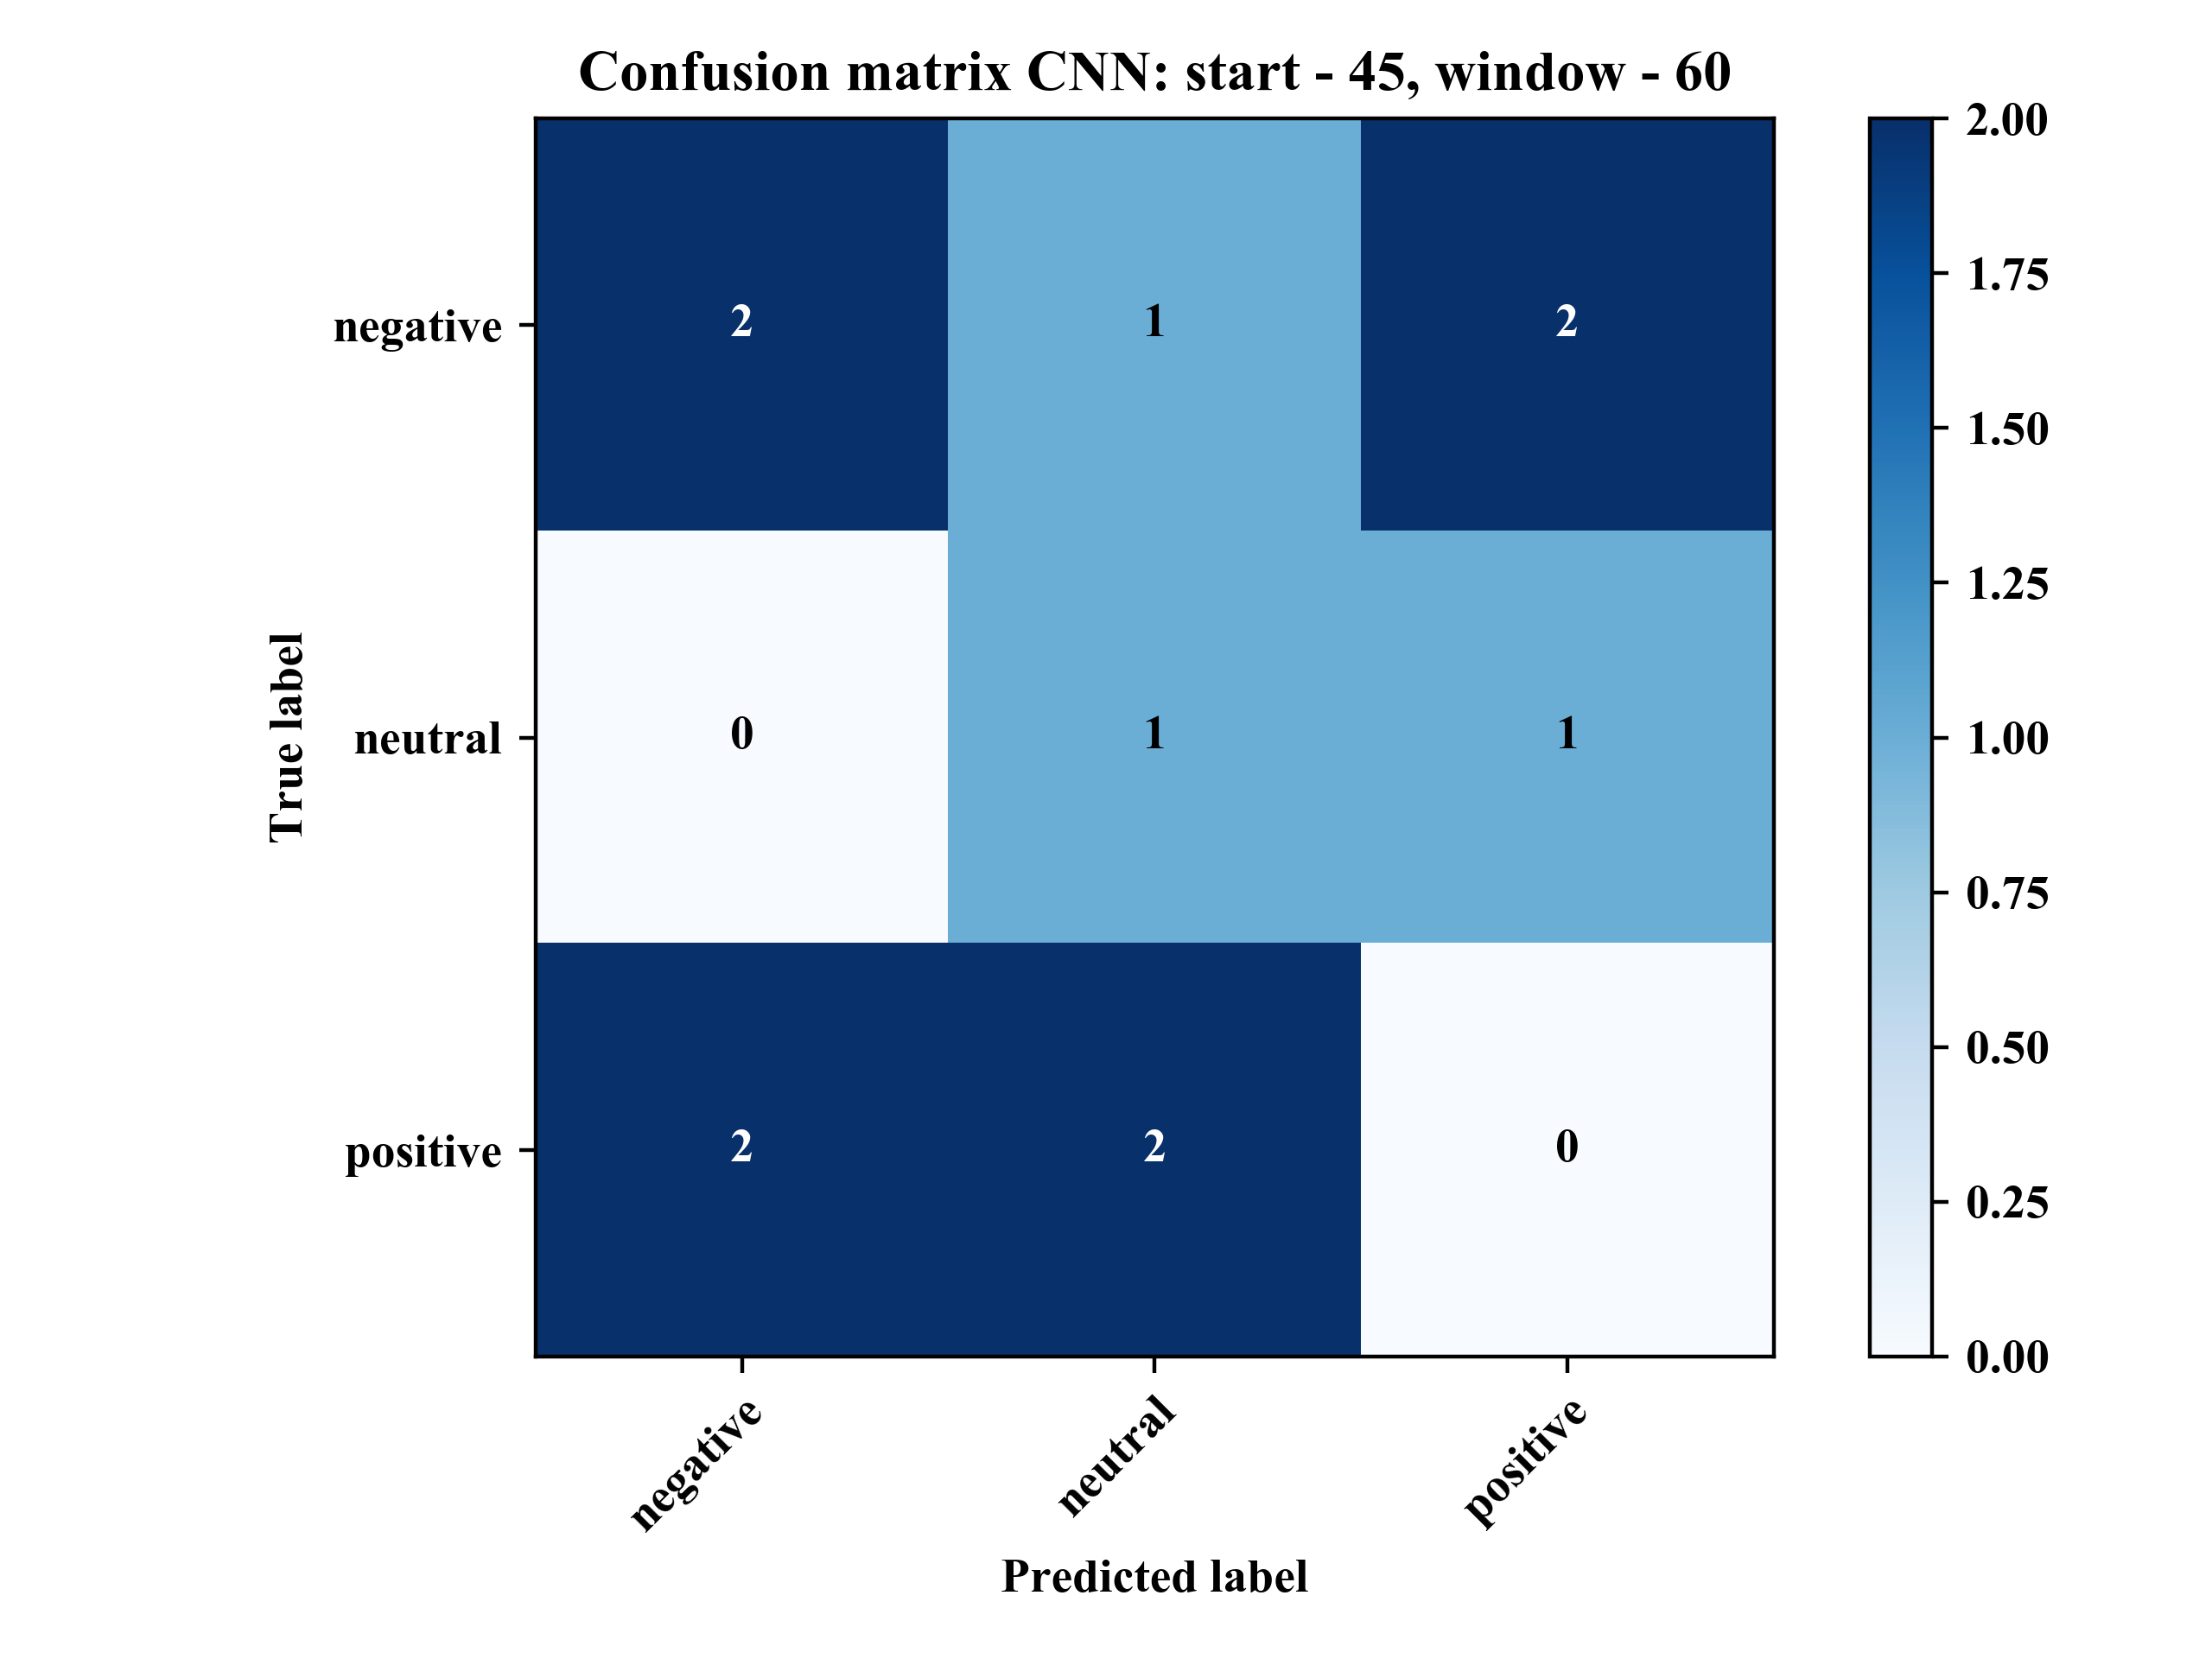 Confusion matrix CNN: start - 45, window - 60
True label
negative
neutral
positive
2 1 2
0 1 1
2 2 0
negative neutral positive
Predicted label
2.00
1.75
1.50
1.25
1.00
0.75
0.50
0.25
0.00